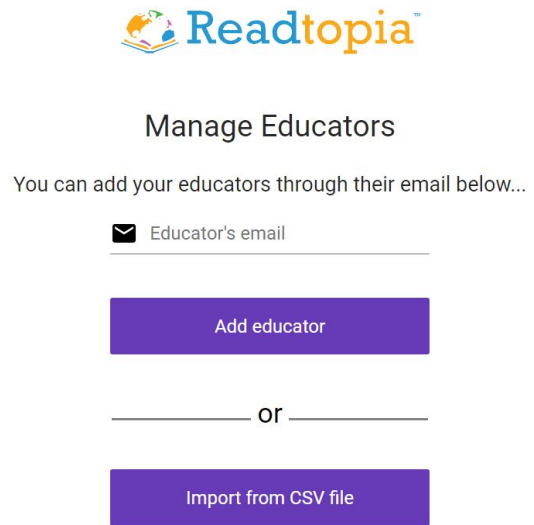 Readtopia™
Manage Educators
You can add your educators through their email below...
Educator's email
Add educator
or
Import from CSV file